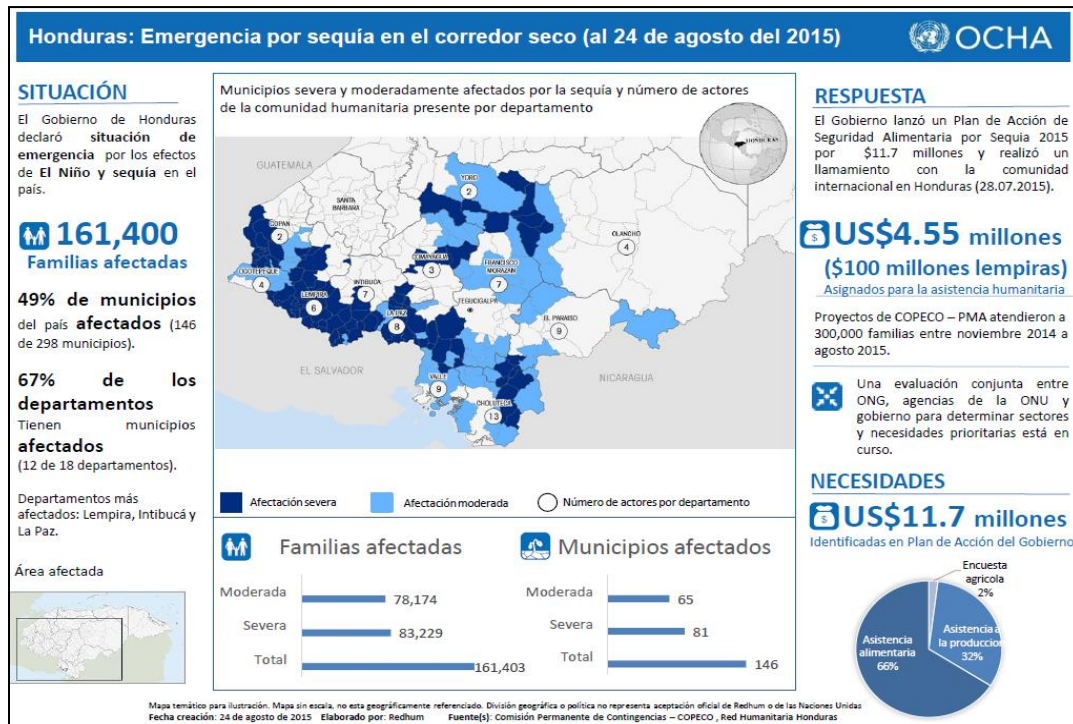 Honduras: Emergencia por sequía en el corredor seco (al 24 de agosto del 2015)
OCHA
SITUACIÓN
El Gobierno de Honduras
declaró situación de
emergencia por los efectos
de El Niño y sequía en el
país.
161,400
Familias afectadas
49% de municipios
del país afectados (146
de 298 municipios).
67% de los
departamentos
Tienen municipios
afectados
(12 de 18 departamentos).
Departamentos más
afectados: Lempira, Intibucá y
La Paz.
Área afectada
Municipios severa y moderadamente afectados por la sequía y número de actores
de la comunidad humanitaria presente por departamento
HONDURAS
GUATEMALA
YORO
2
SANTA
BARBARA
COPAN
2
OLANCHO
4
COMAYAGUA
3
FRANCISCO
MORAZAN
7
OCOTEPEQUE
4
INTIBUCA
7
LEMPIRA
6
TEGUCIGALPA
LA PAZ
8
EL PARAISO
9
EL SALVADOR
NICARAGUA
VALLE
9
CHOLUTECA
13
Afectación severa
Afectación moderada
Número de actores por departamento
Familias afectadas
Moderada
78,174
Severa
83,229
Total
161,403
Municipios afectados
Moderada
65
Severa
81
Total
146
RESPUESTA
El Gobierno lanzó un Plan de Acción de
Seguridad Alimentaria por Sequia 2015
por $11.7 millones y realizó un
llamamiento con la comunidad
internacional en Honduras (28.07.2015).
$
US$4.55 millones
($100 millones lempiras)
Asignados para la asistencia humanitaria
Proyectos de COPECO – PMA atendieron a
300,000 familias entre noviembre 2014 a
agosto 2015.
Una evaluación conjunta entre
ONG, agencias de la ONU y
gobierno para determinar sectores
y necesidades prioritarias está en
curso.
NECESIDADES
$
US$11.7 millones
Identificadas en Plan de Acción del Gobierno
Encuesta
agricola
2%
Asistencia a
la produccion
32%
Asistencia
alimentaria
66%
Mapa temático para ilustración. Mapa sin escala, no esta geográficamente referenciado. División geográfica o política no representa aceptación oficial de Redhum o de las Naciones Unidas
Fecha creación: 24 de agosto de 2015 Elaborado por: Redhum Fuente(s): Comisión Permanente de Contingencias – COPECO , Red Humanitaria Honduras